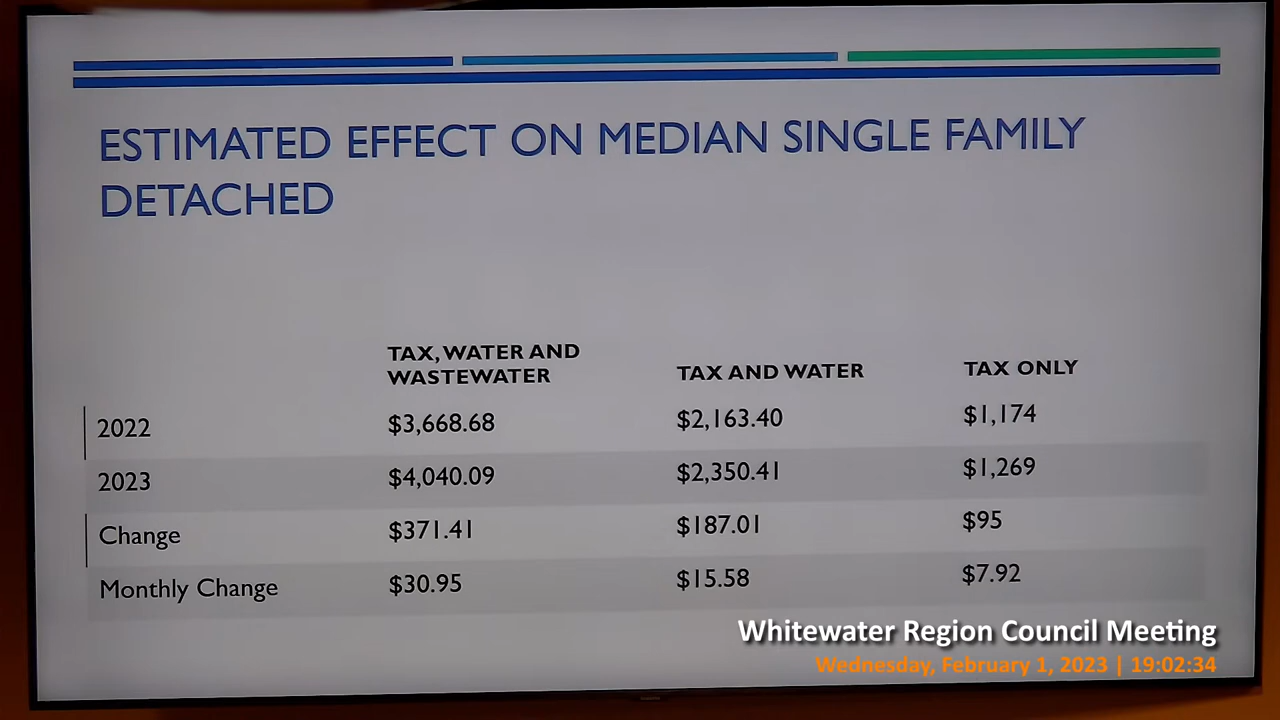 ESTIMATED EFFECT ON MEDIAN SINGLE FAMILY
DETACHED
TAX, WATER AND
WASTEWATER
TAX AND WATER
TAX ONLY
2022 $3,668.68 $2,163.40 $1,174
2023 $4,040.09 $2,350.41 $1,269
Change $371.41 $187.01 $95
Monthly Change $30.95 $15.58 $7.92
Whitewater Region Council Meeting
Wednesday, February 1, 2023 | 19:02:34